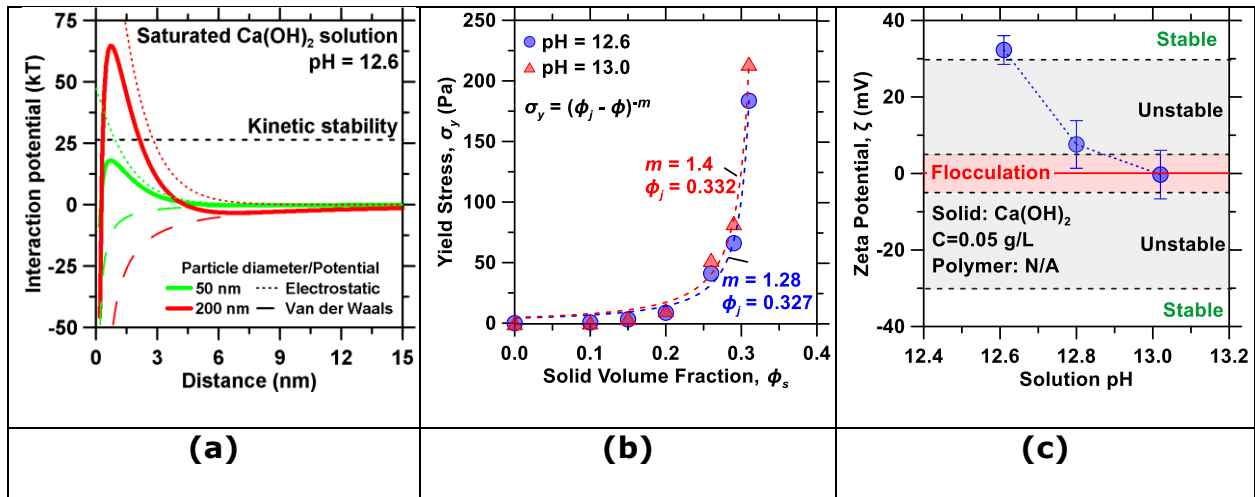 75
50
25
0
-25
-50
Interaction potential (kT)
Saturated Ca(OH)2 solution
pH = 12.6
Kinetic stability
Particle diameter/Potential
50 nm
Electrostatic
200 nm
Van der Waals
0
3
6
9
12
15
Distance (nm)
250
200
150
100
50
0
Yield Stress, σy (Pa)
pH = 12.6
pH = 13.0
σy = (ϕj - ϕ)-m
m = 1.4
ϕj = 0.332
m = 1.28
ϕj = 0.327
0.0
0.1
0.2
0.3
0.4
Solid Volume Fraction, ϕs
40
20
0
-20
-40
Zeta Potential, ζ (mV)
Stable
Unstable
Flocculation
Solid: Ca(OH)2
C=0.05 g/L
Polymer: N/A
Unstable
Stable
12.4
12.6
12.8
13.0
13.2
Solution pH
(a)
(b)
(c)